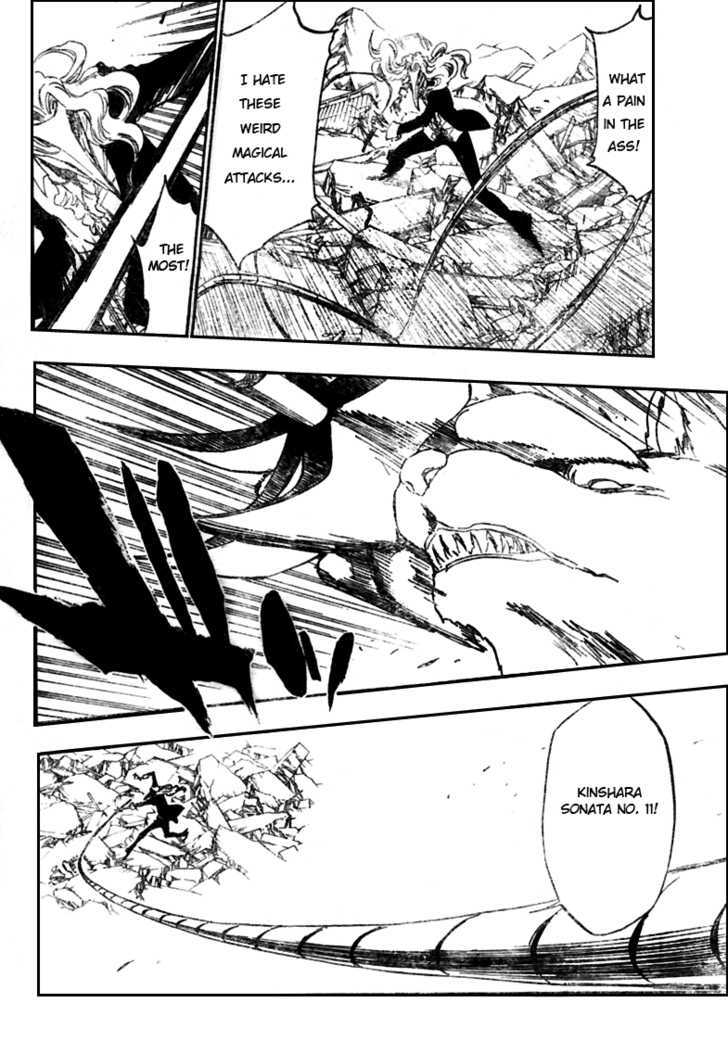 WHAT
A PAIN
IN THE
ASS!
I HATE
THESE
WEIRD
MAGICAL
ATTACKS...
THE
MOST!
KINSHARA
SONATA NO. 11!